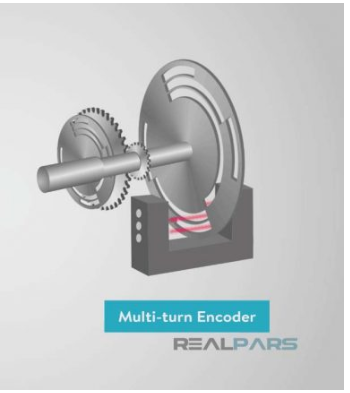 Multi-turn Encoder
REALPARS